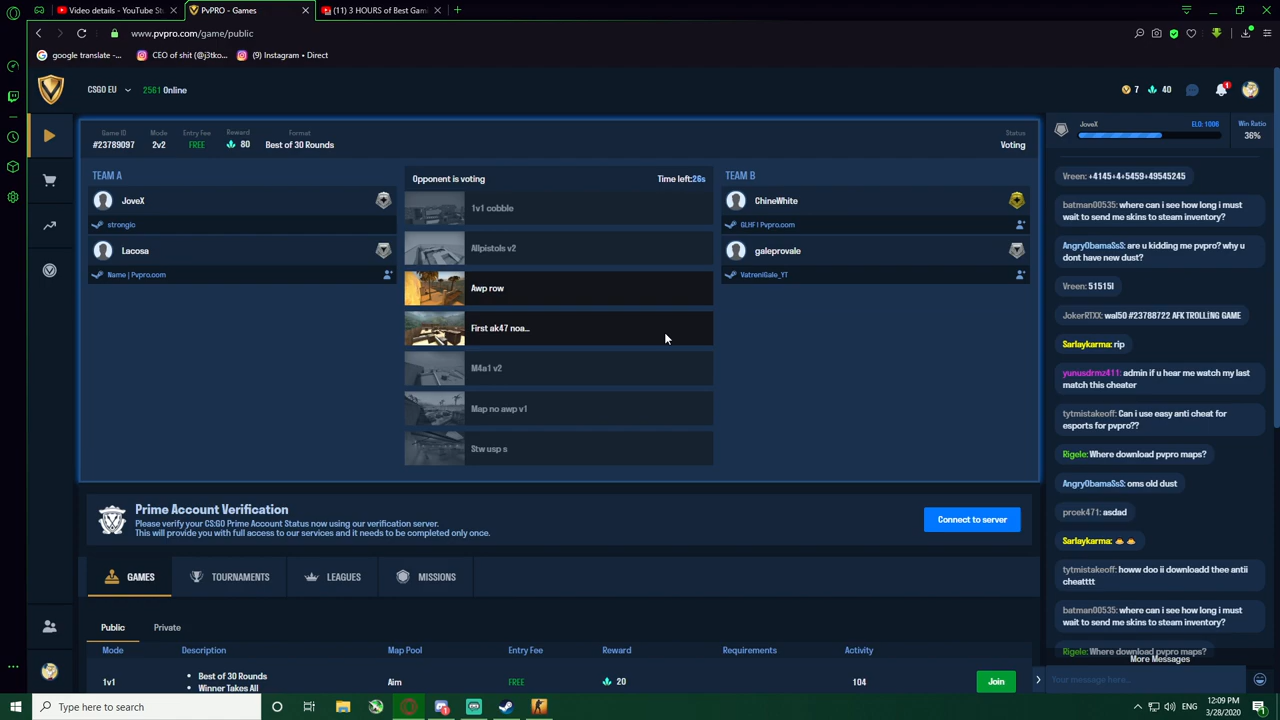 Video details - YouTube St
PvPRO - Games
(11) 3 HOURS of Best Game
www.pvpro.com/game/public
google translate -...
CEO of shit (@j3tko...
(9) Instagram • Direct
CSGO EU
2561 Online
7
40
1
Game ID
Mode
Entry Fee
Reward
Format
Status
#23789097
2v2
FREE
80
Best of 30 Rounds
Voting
TEAM A
JoveX
strongic
Lacosa
Name | Pvpro.com
Opponent is voting
Time left:26s
1v1 cobble
Allpistols v2
Awp row
First ak47 noa...
M4a1 v2
Map no awp v1
Stw usp s
TEAM B
ChineWhite
GLHF | Pvpro.com
galeprovale
VatreniGale_YT
Prime Account Verification
Please verify your CS:GO Prime Account Status now using our verification server.
This will provide you with full access to our services and it needs to be completed only once.
Connect to server
GAMES
TOURNAMENTS
LEAGUES
MISSIONS
Public
Private
Mode
Description
Map Pool
Entry Fee
Reward
Requirements
Activity
1v1
• Best of 30 Rounds
• Winner Takes All
Aim
FREE
20
104
Join
JoveX
ELO: 1006
Win Ratio
36%
Vreen: +4145+4+5459+49545245
batman00535: where can i see how long i must
wait to send me skins to steam inventory?
AngryObamaSsS: are u kidding me pvpro? why u
dont have new dust?
Vreen: 51515l
JokerRTXX: wal50 #23788722 AFK TROLLİNG GAME
Sarlaykarma: rip
yunusdrmz411: admin if u hear me watch my last
match this cheater
tytmistakeoff: Can i use easy anti cheat for
esports for pvpro??
Rigele: Where download pvpro maps?
AngryObamaSsS: oms old dust
prcek471: asdad
Sarlaykarma:
tytmistakeoff: howw doo ii downloadd thee antii
cheatttt
batman00535: where can i see how long i must
wait to send me skins to steam inventory?
Rigele: Where download pvpro maps?
More Messages
Your message here...
Type here to search
ENG
12:09 PM
3/28/2020